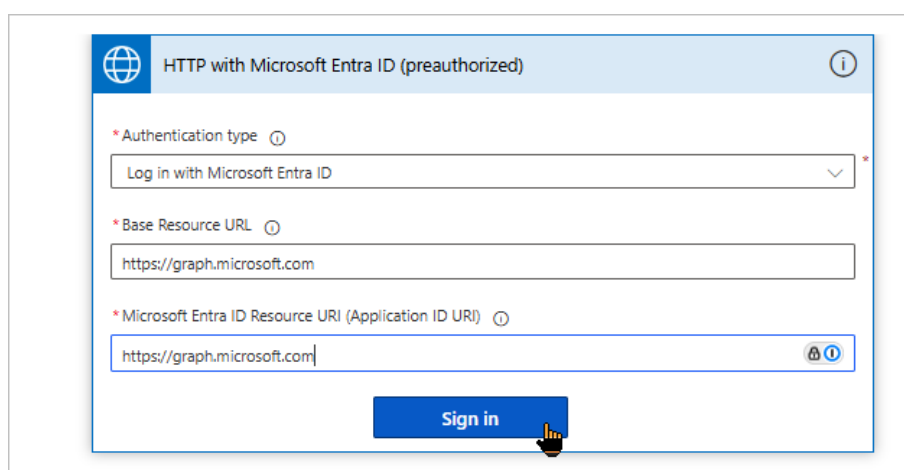 HTTP with Microsoft Entra ID (preauthorized)
* Authentication type
Log in with Microsoft Entra ID
*
* Base Resource URL
https://graph.microsoft.com
* Microsoft Entra ID Resource URI (Application ID URI)
https://graph.microsoft.com
Sign in